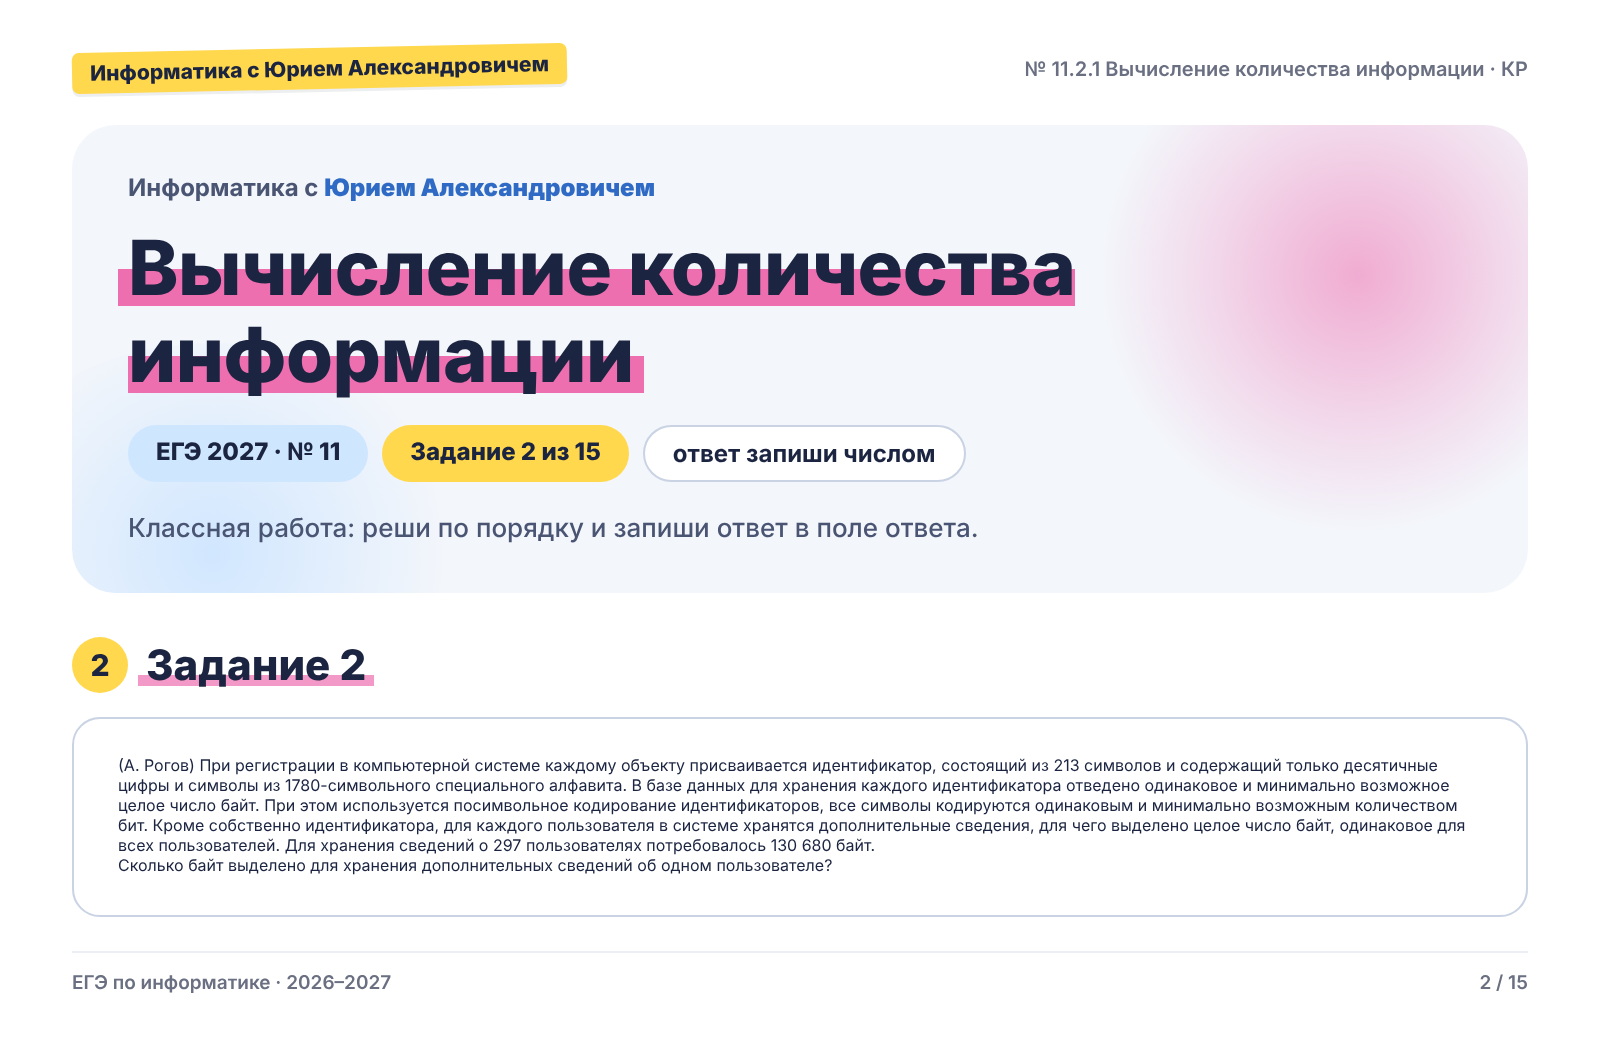 Информатика с Юрием Александровичем
№ 11.2.1 Вычисление количества информации · КР
Информатика с Юрием Александровичем
Вычисление количества
информации
ЕГЭ 2027 · № 11
Задание 2 из 15
ответ запиши числом
Классная работа: реши по порядку и запиши ответ в поле ответа.
2
Задание 2
(А. Рогов) При регистрации в компьютерной системе каждому объекту присваивается идентификатор, состоящий из 213 символов и содержащий только десятичные
цифры и символы из 1780-символьного специального алфавита. В базе данных для хранения каждого идентификатора отведено одинаковое и минимально возможное
целое число байт. При этом используется посимвольное кодирование идентификаторов, все символы кодируются одинаковым и минимально возможным количеством
бит. Кроме собственно идентификатора, для каждого пользователя в системе хранятся дополнительные сведения, для чего выделено целое число байт, одинаковое для
всех пользователей. Для хранения сведений о 297 пользователях потребовалось 130 680 байт.
Сколько байт выделено для хранения дополнительных сведений об одном пользователе?
ЕГЭ по информатике · 2026–2027
2 / 15